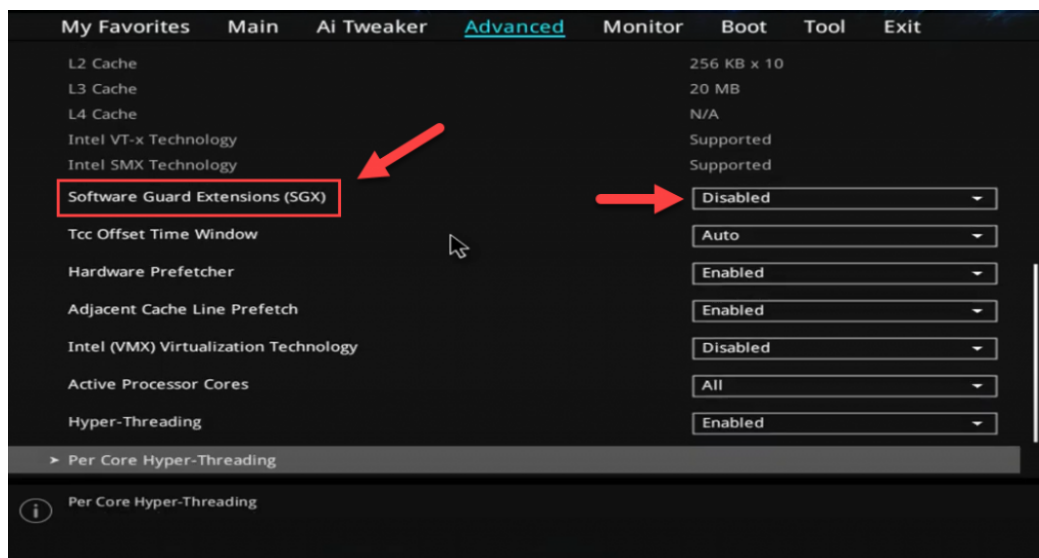 My Favorites Main Ai Tweaker Advanced Monitor Boot Tool Exit
L2 Cache 256 KB x 10
L3 Cache 20 MB
L4 Cache N/A
Intel VT-x Technology Supported
Intel SMX Technology Supported
Software Guard Extensions (SGX) Disabled
Tcc Offset Time Window Auto
Hardware Prefetcher Enabled
Adjacent Cache Line Prefetch Enabled
Intel (VMX) Virtualization Technology Disabled
Active Processor Cores All
Hyper-Threading Enabled
Per Core Hyper-Threading
Per Core Hyper-Threading